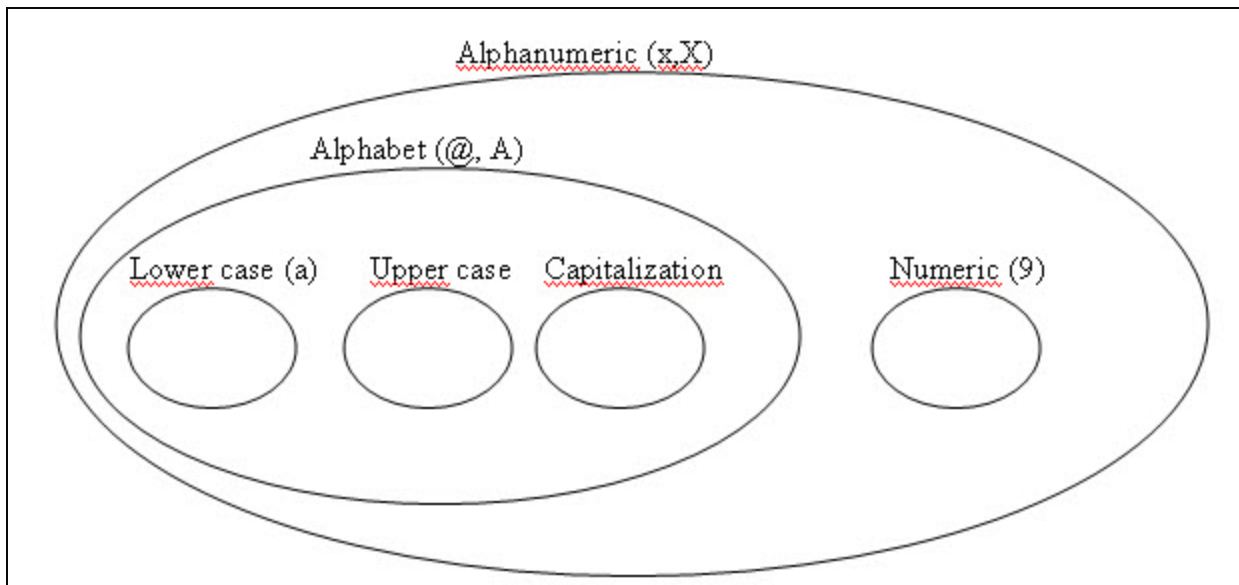 Alphanumeric (x,X)
Alphabet (@, A)
Lower case (a)
Upper case
Capitalization
Numeric (9)